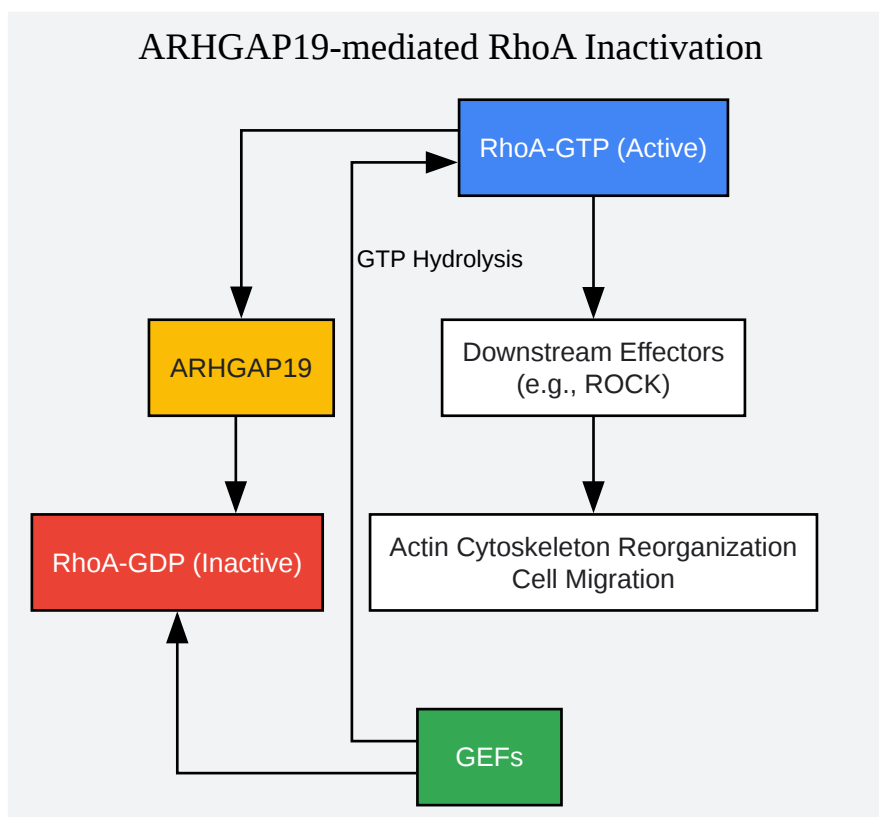 ARHGAP19-mediated RhoA Inactivation
RhoA-GTP (Active)
GTP Hydrolysis
ARHGAP19
Downstream Effectors
(e.g., ROCK)
RhoA-GDP (Inactive)
Actin Cytoskeleton Reorganization
Cell Migration
GEFs